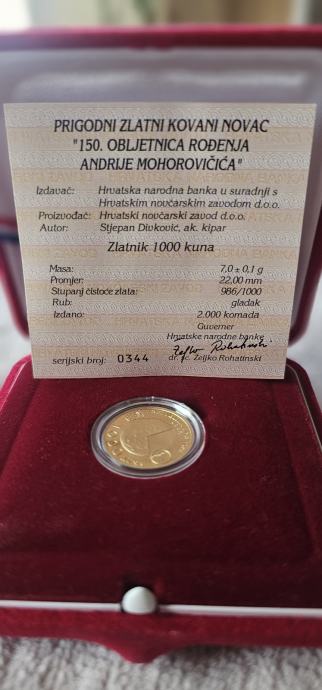 PRIGODNI ZLATNI KOVANI NOVAC
"150. OBLJETNICA ROĐENJA
ANDRIJE MOHOROVIČIĆA"
Izdavač: Hrvatska narodna banka u suradnji s
Hrvatskim novčarskim zavodom d.o.o.
Proizvođač: Hrvatski novčarski zavod d.o.o.
Autor: Stjepan Divković, ak. kipar
Zlatnik 1000 kuna
Masa: 7,0 ± 0,1 g
Promjer: 22,00 mm
Stupanj čistoće zlata: 986/1000
Rub: gladak
Izdano: 2.000 komada
Guverner
Hrvatske narodne banke
Željko Rohatinski
serijski broj: 0344 dr. sc. Željko Rohatinski